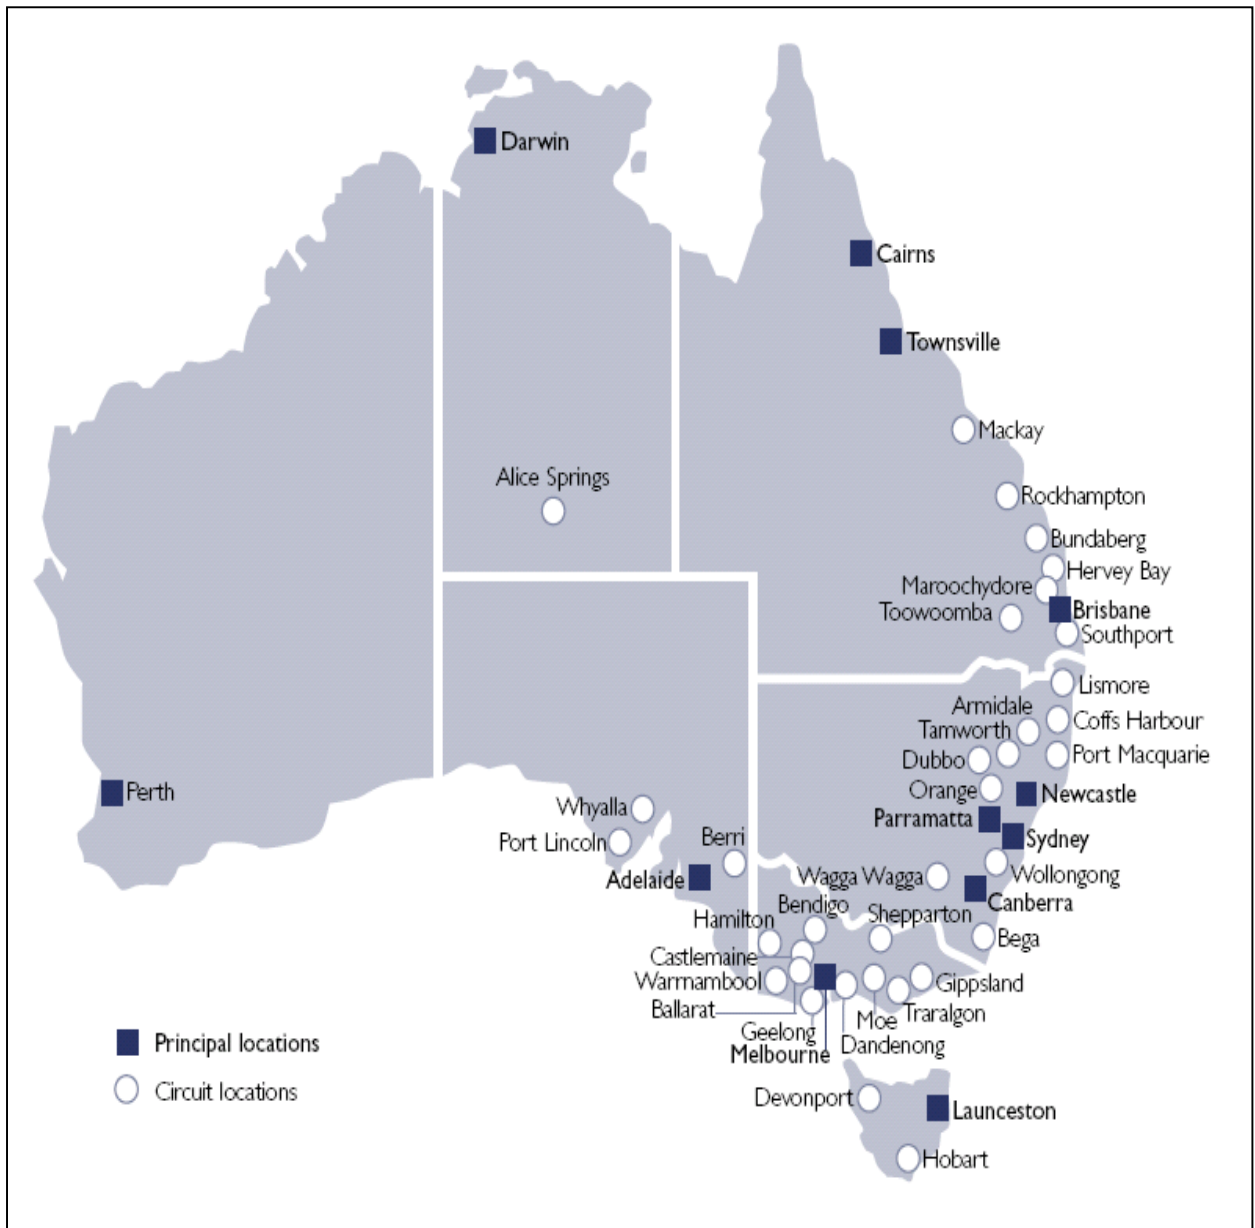 Darwin
Cairns
Townsville
Mackay
Alice Springs
Rockhampton
Bundaberg
Hervey Bay
Maroochydore
Brisbane
Toowoomba
Southport
Lismore
Armidale
Coffs Harbour
Tamworth
Port Macquarie
Dubbo
Orange
Newcastle
Perth
Whyalla
Parramatta
Sydney
Port Lincoln
Berri
Adelaide
Wagga Wagga
Wollongong
Canberra
Bendigo
Shepparton
Hamilton
Bega
Castlemaine
Warrnambool
Gippsland
Ballarat
Traralgon
Moe
Geelong
Dandenong
Melbourne
Principal locations
Circuit locations
Devonport
Launceston
Hobart